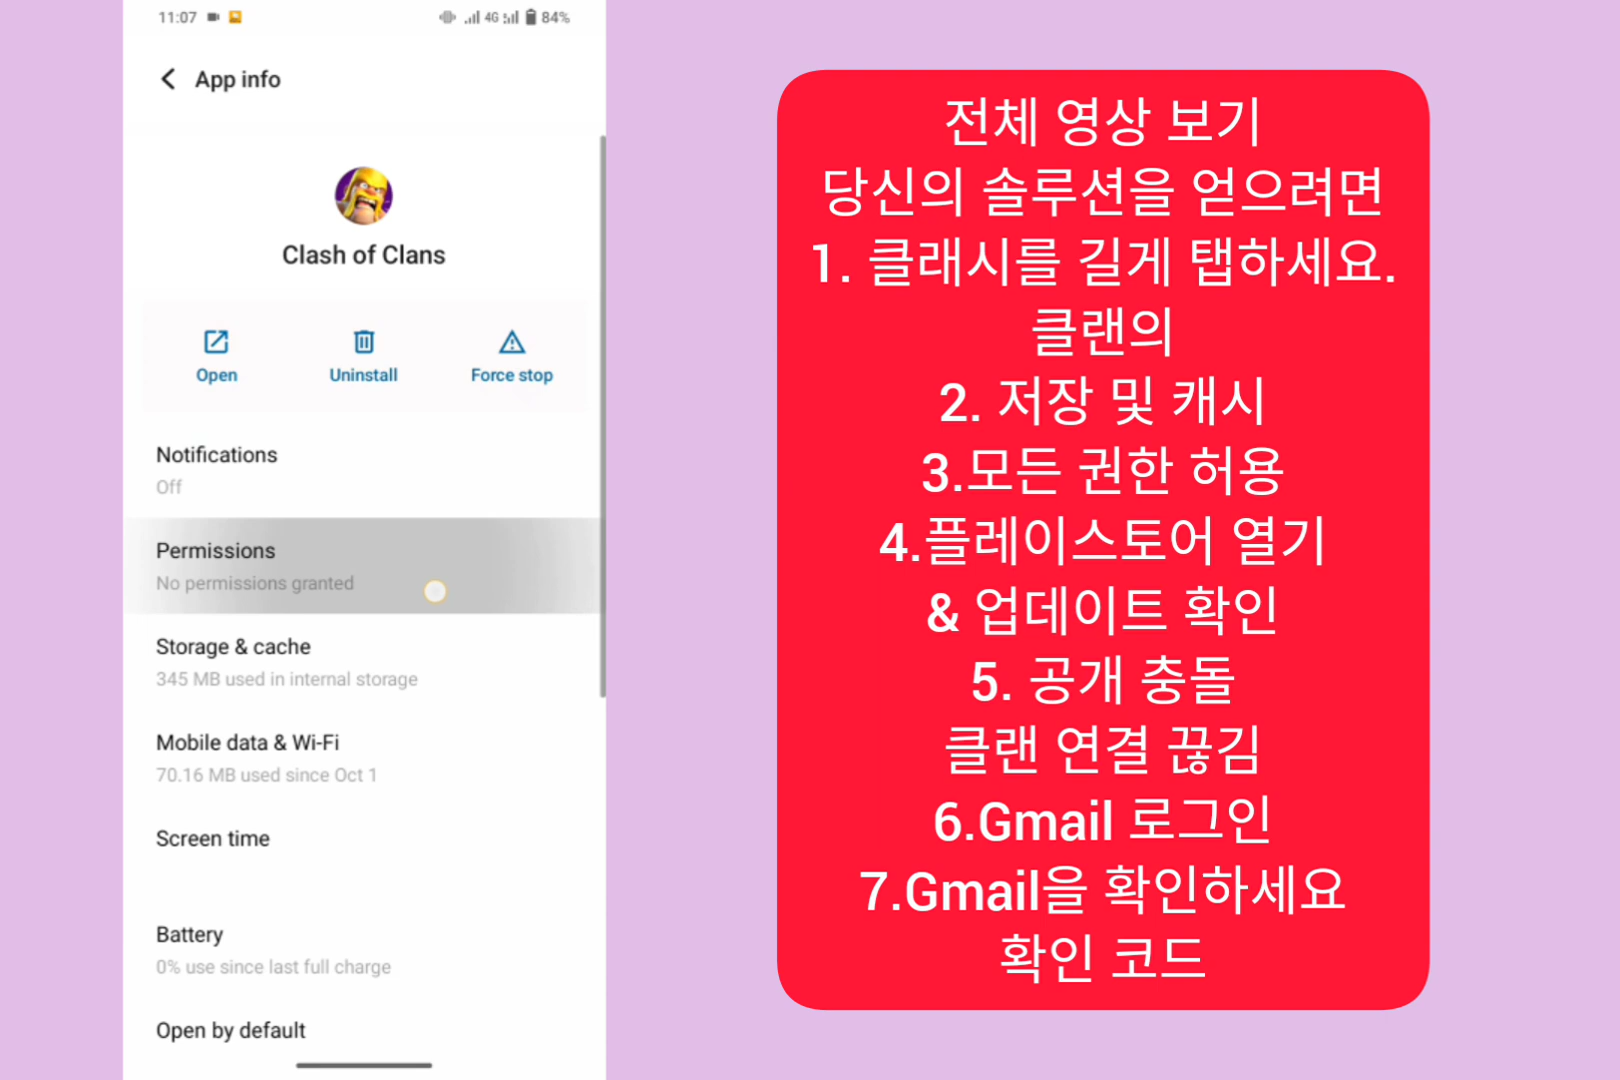 11:07
4G
84%
App info
Clash of Clans
Open
Uninstall
Force stop
Notifications
Off
Permissions
No permissions granted
Storage & cache
345 MB used in internal storage
Mobile data & Wi-Fi
70.16 MB used since Oct 1
Screen time
Battery
0% use since last full charge
Open by default
전체 영상 보기
당신의 솔루션을 얻으려면
1. 클래시를 길게 탭하세요.
클랜의
2. 저장 및 캐시
3.모든 권한 허용
4.플레이스토어 열기
& 업데이트 확인
5. 공개 충돌
클랜 연결 끊김
6.Gmail 로그인
7.Gmail을 확인하세요
확인 코드